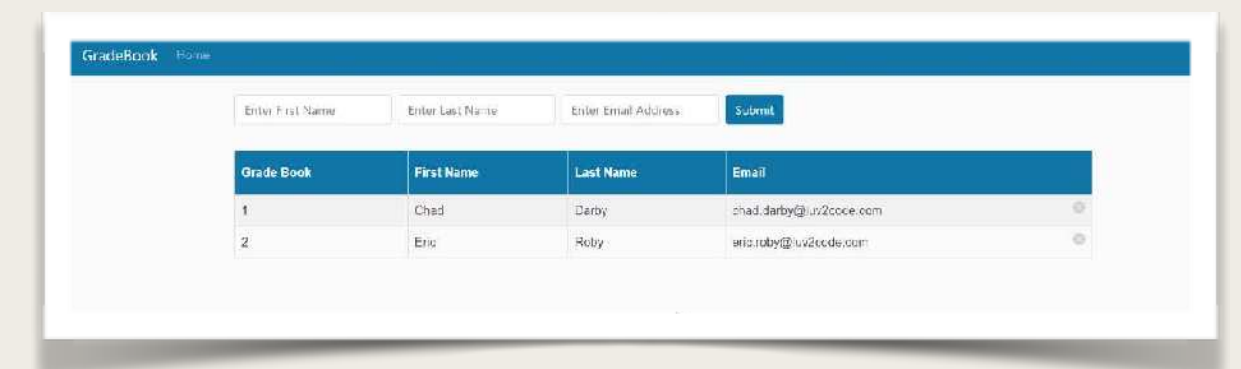 GradeBook Home
Enter First Name Enter Last Name Enter Email Address Submit
Grade Book First Name Last Name Email
1 Chad Darby chad.darby@luv2code.com
2 Eric Roby eric.roby@luv2code.com